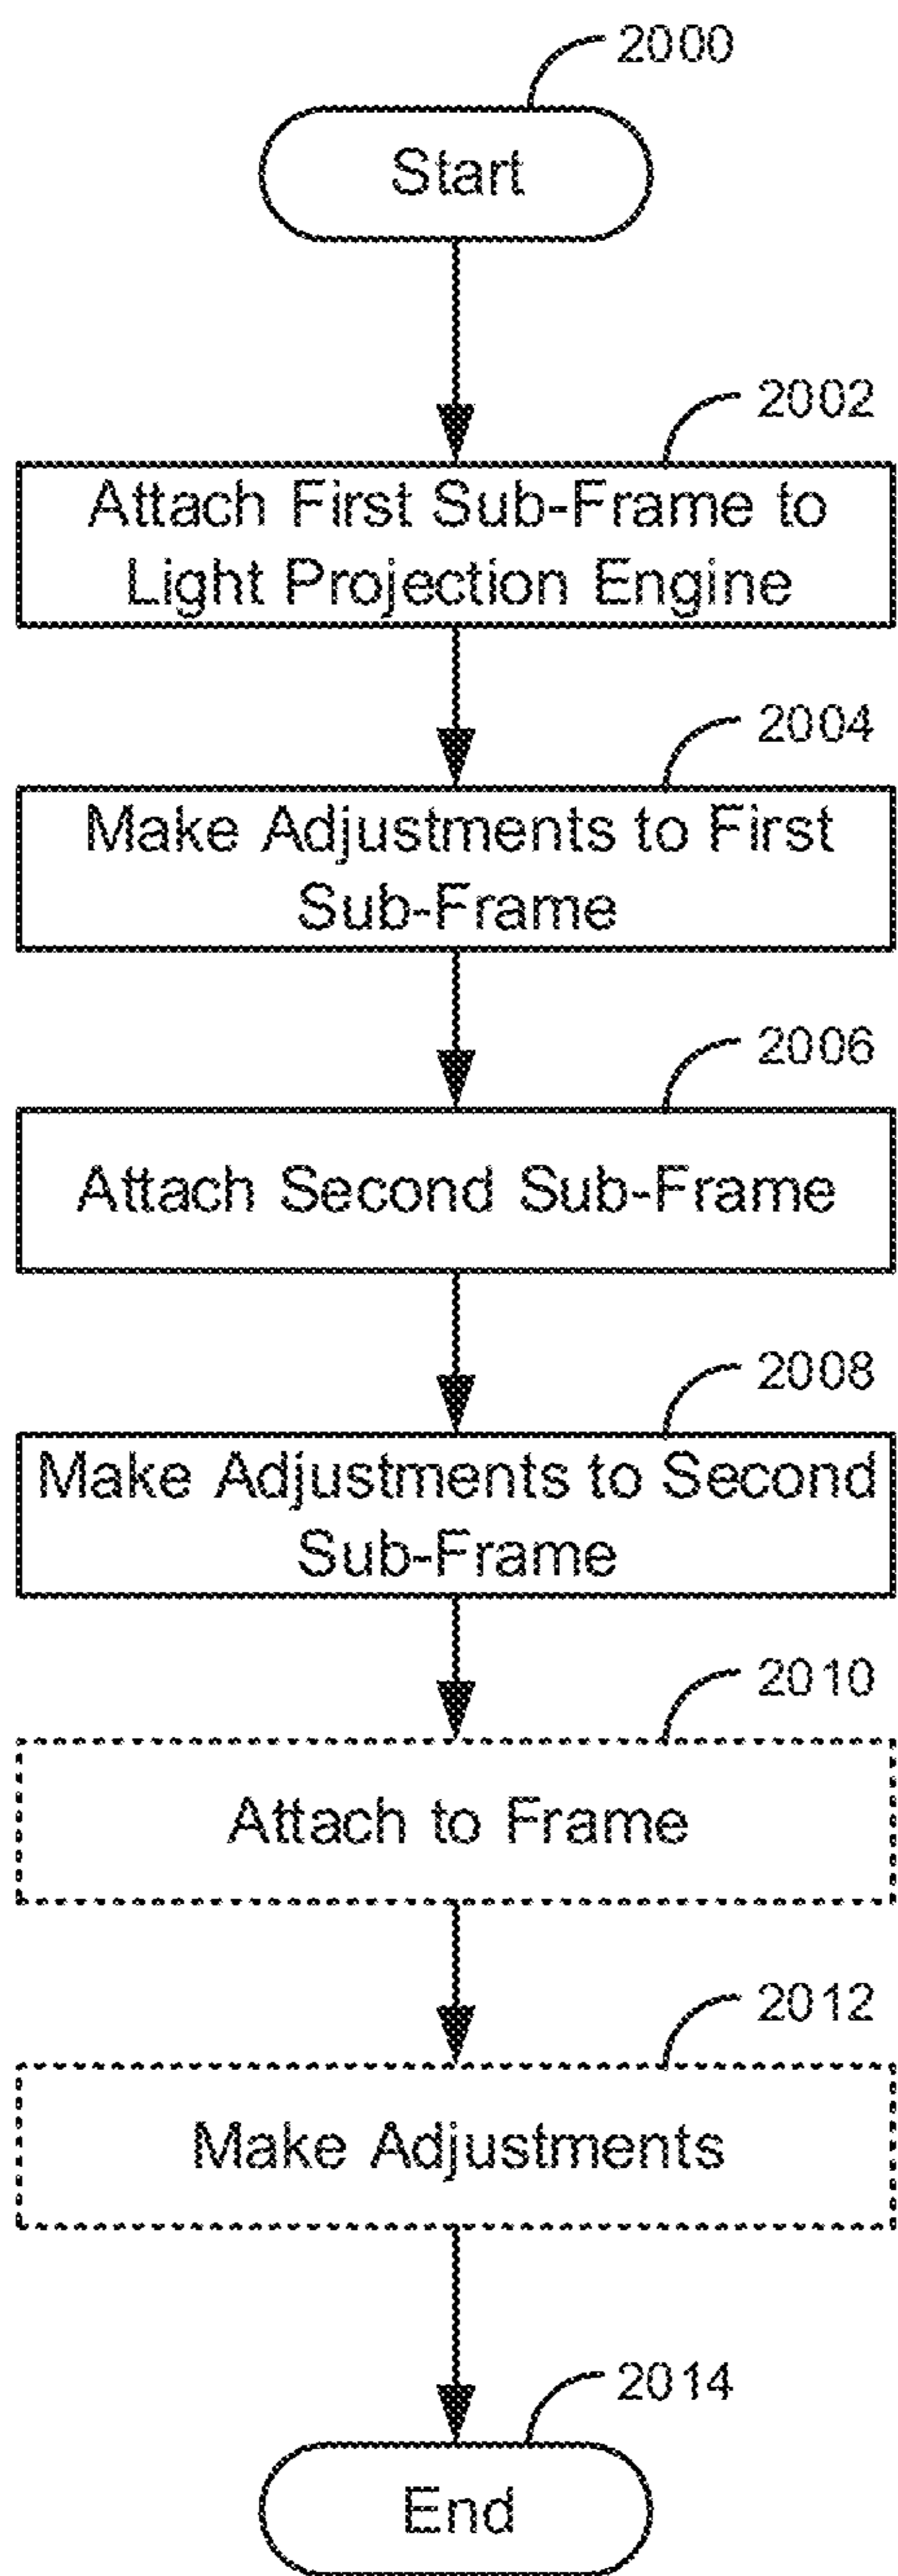 2000
Start
2002
Attach First Sub-Frame to
Light Projection Engine
2004
Make Adjustments to First
Sub-Frame
2006
Attach Second Sub-Frame
2008
Make Adjustments to Second
Sub-Frame
2010
Attach to Frame
2012
Make Adjustments
2014
End